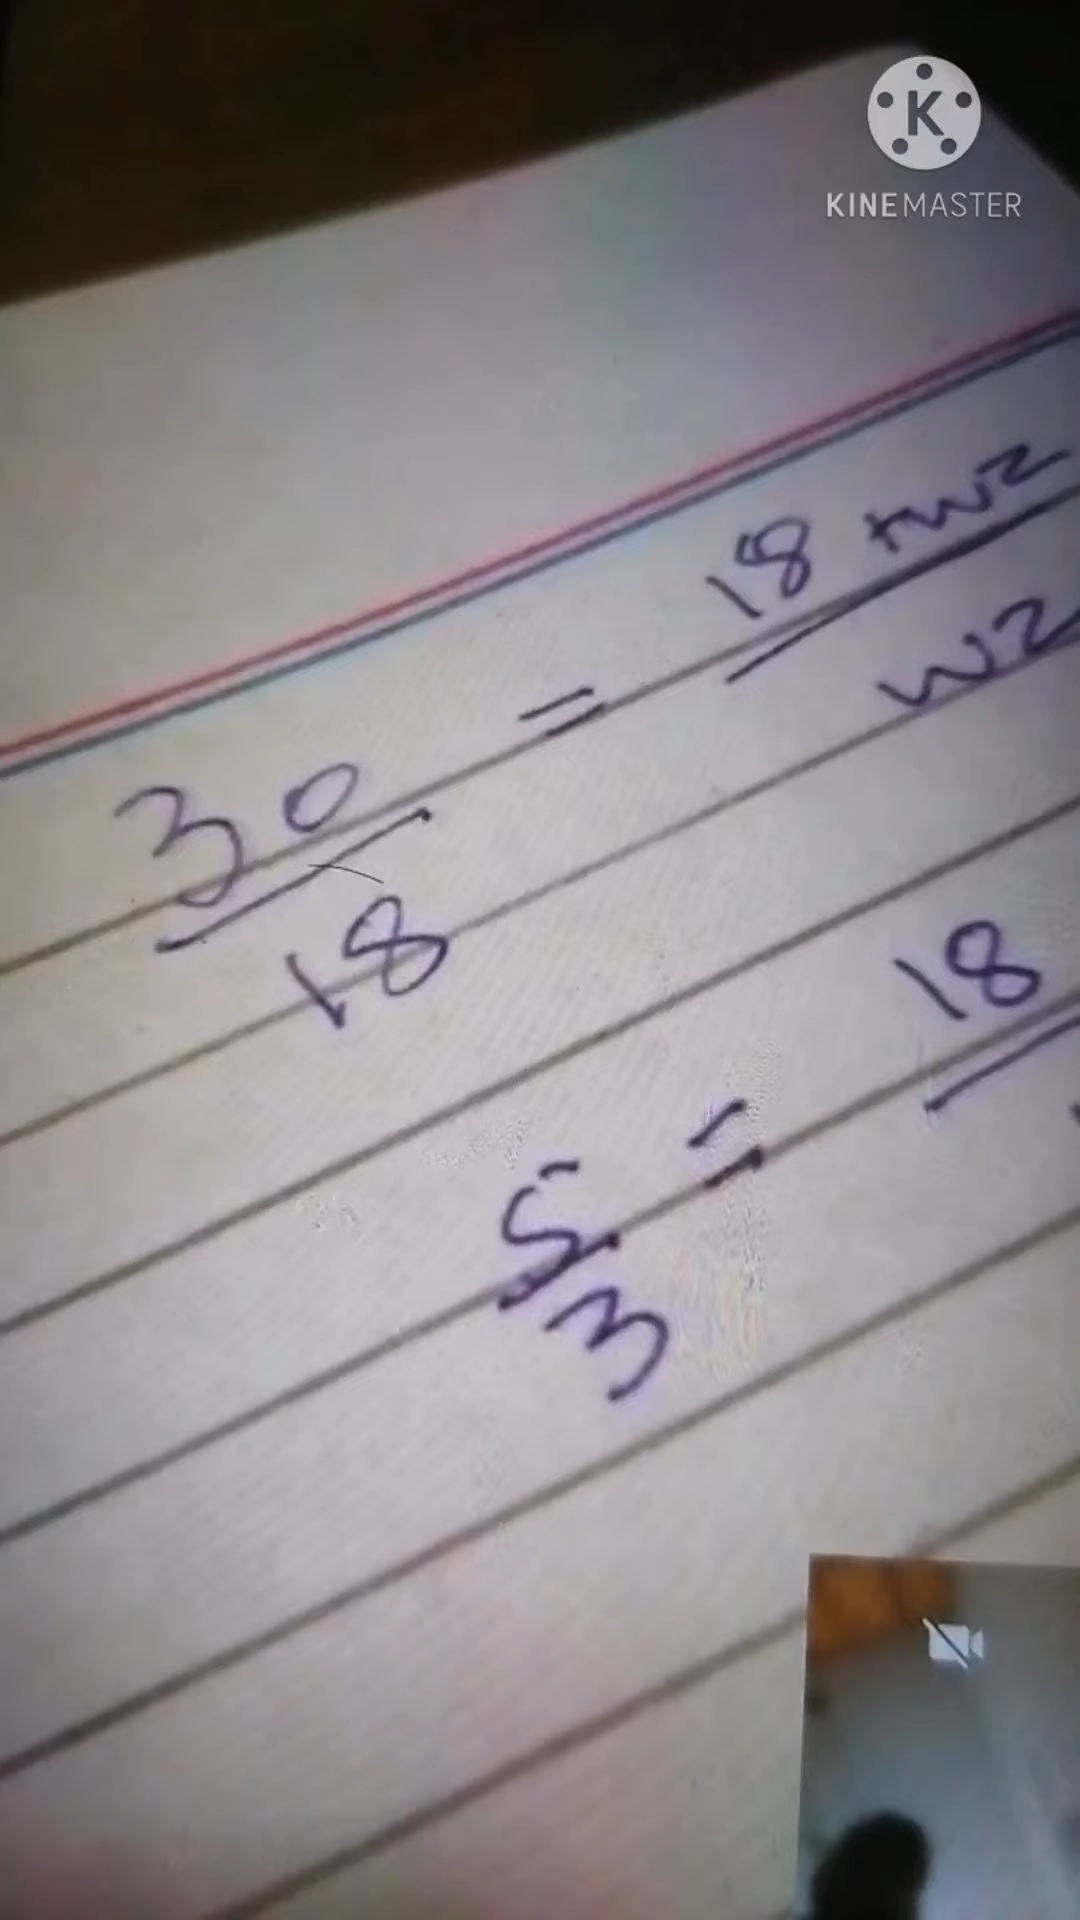 KINEMASTER
30/18 = 18 + wz/wz
5/3 = 18